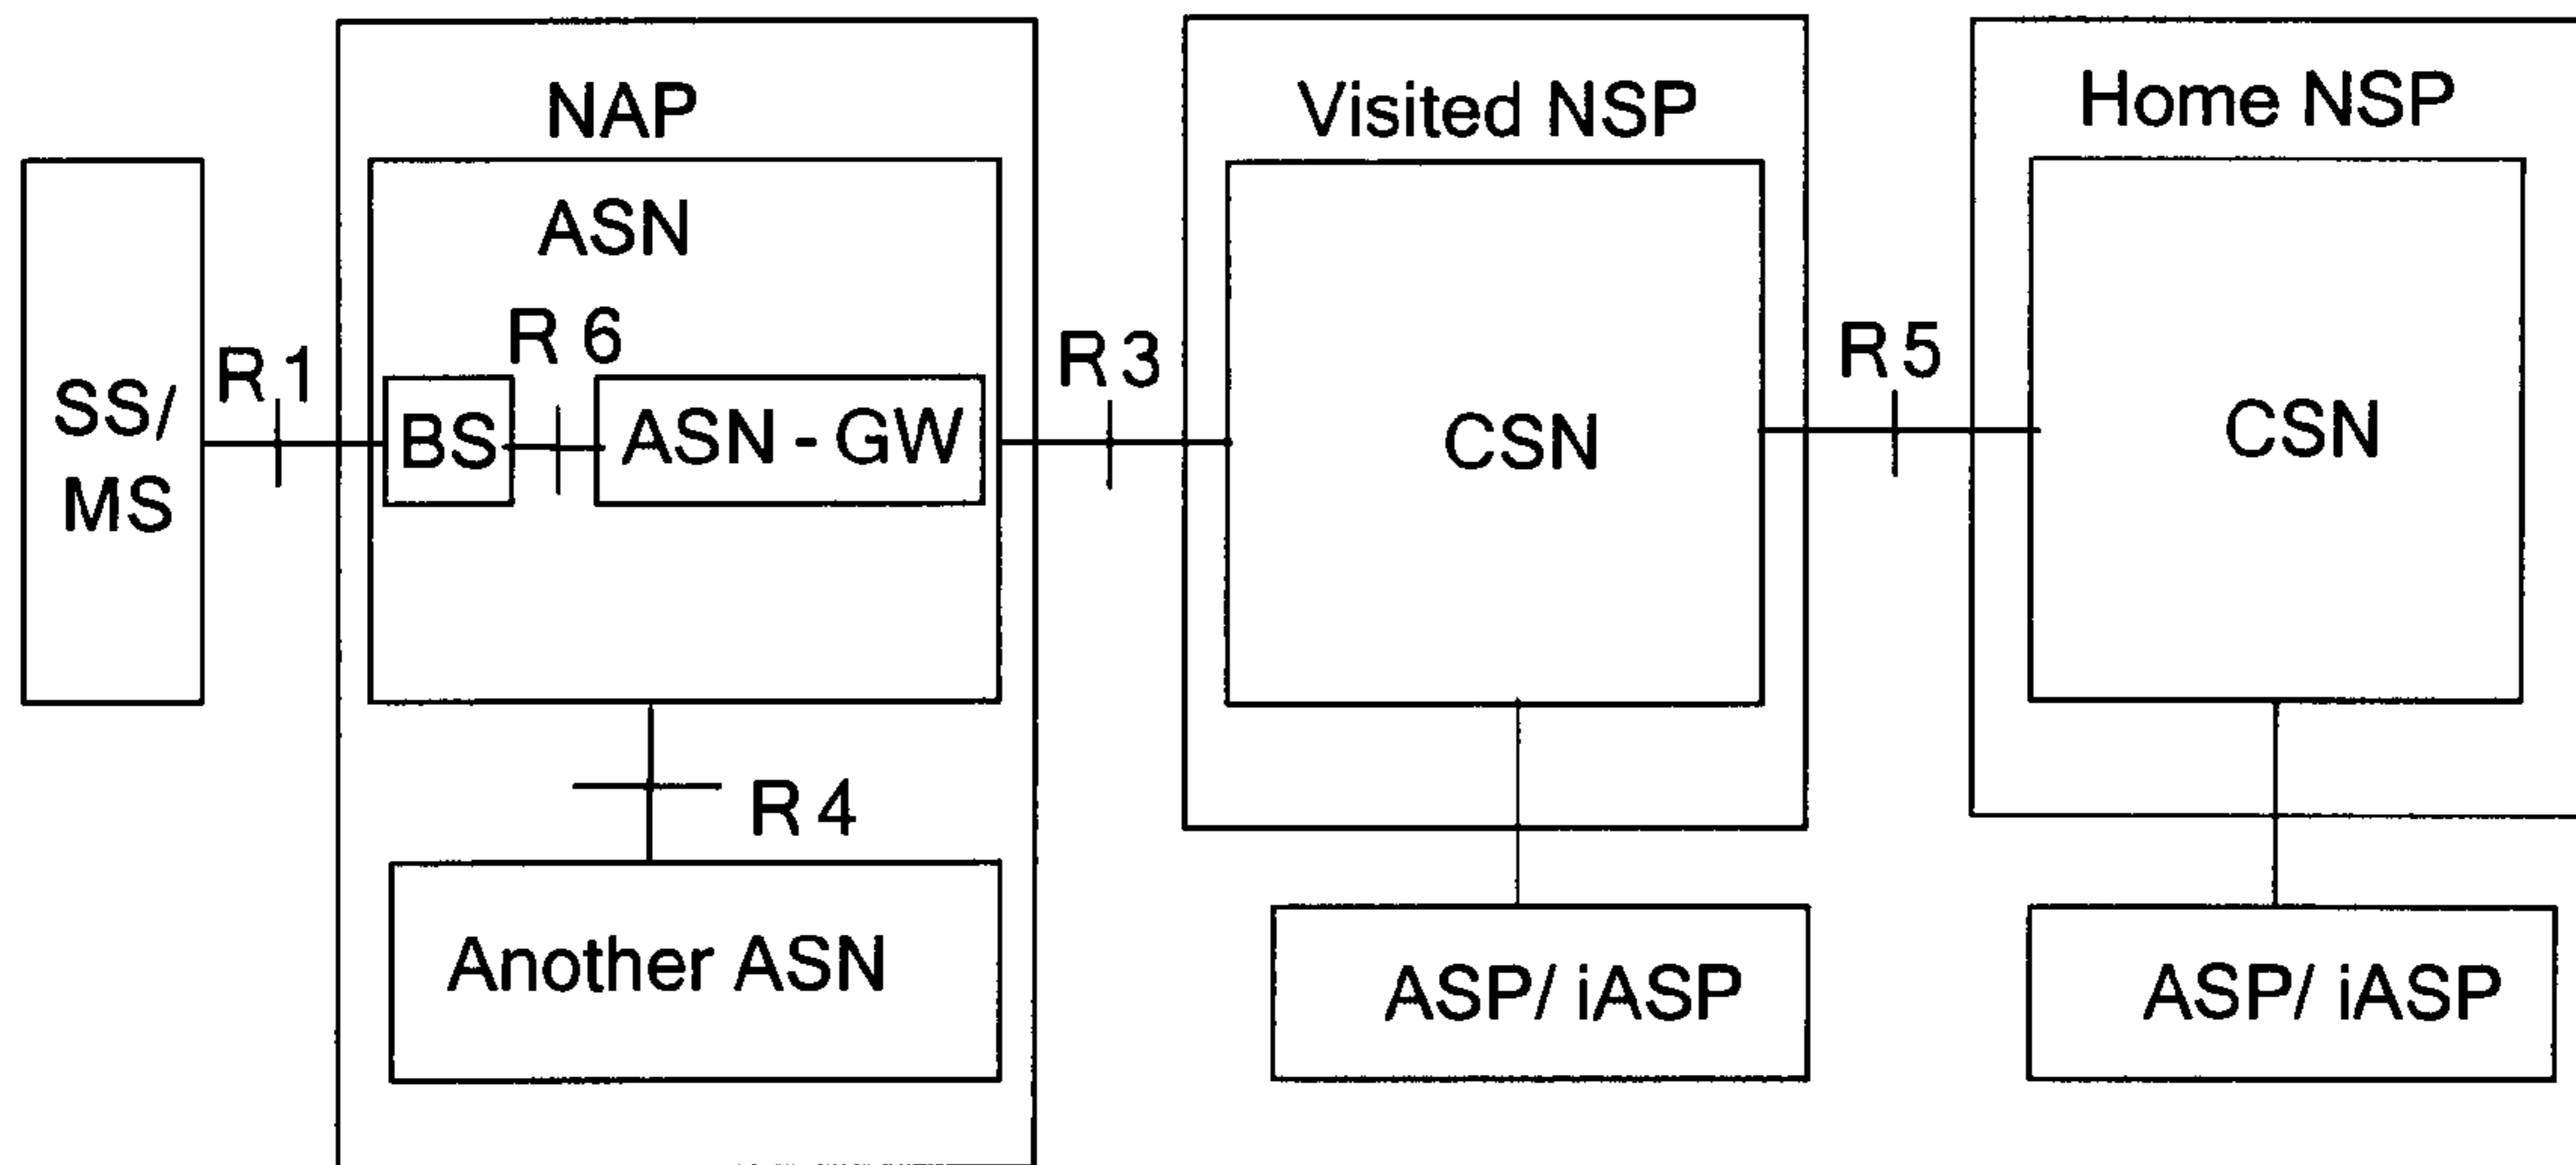 NAP
Visited NSP
Home NSP
ASN
R 6
R 1
R 3
R 5
SS/
MS
BS
ASN - GW
CSN
CSN
R 4
Another ASN
ASP/ iASP
ASP/ iASP